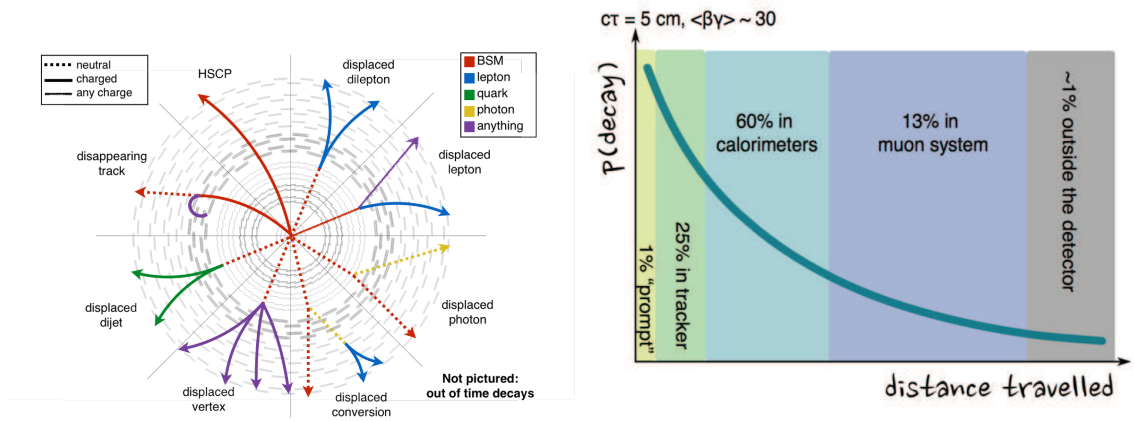 neutral
charged
any charge
HSCP
displaced
dilepton
BSM
lepton
quark
photon
anything
displaced
lepton
disappearing
track
displaced
dijet
displaced
photon
displaced
vertex
displaced
conversion
Not pictured:
out of time decays
cτ = 5 cm, <βγ> ~ 30
P(decay)
1% "prompt"
25% in tracker
60% in
calorimeters
13% in
muon system
~1% outside the detector
distance travelled